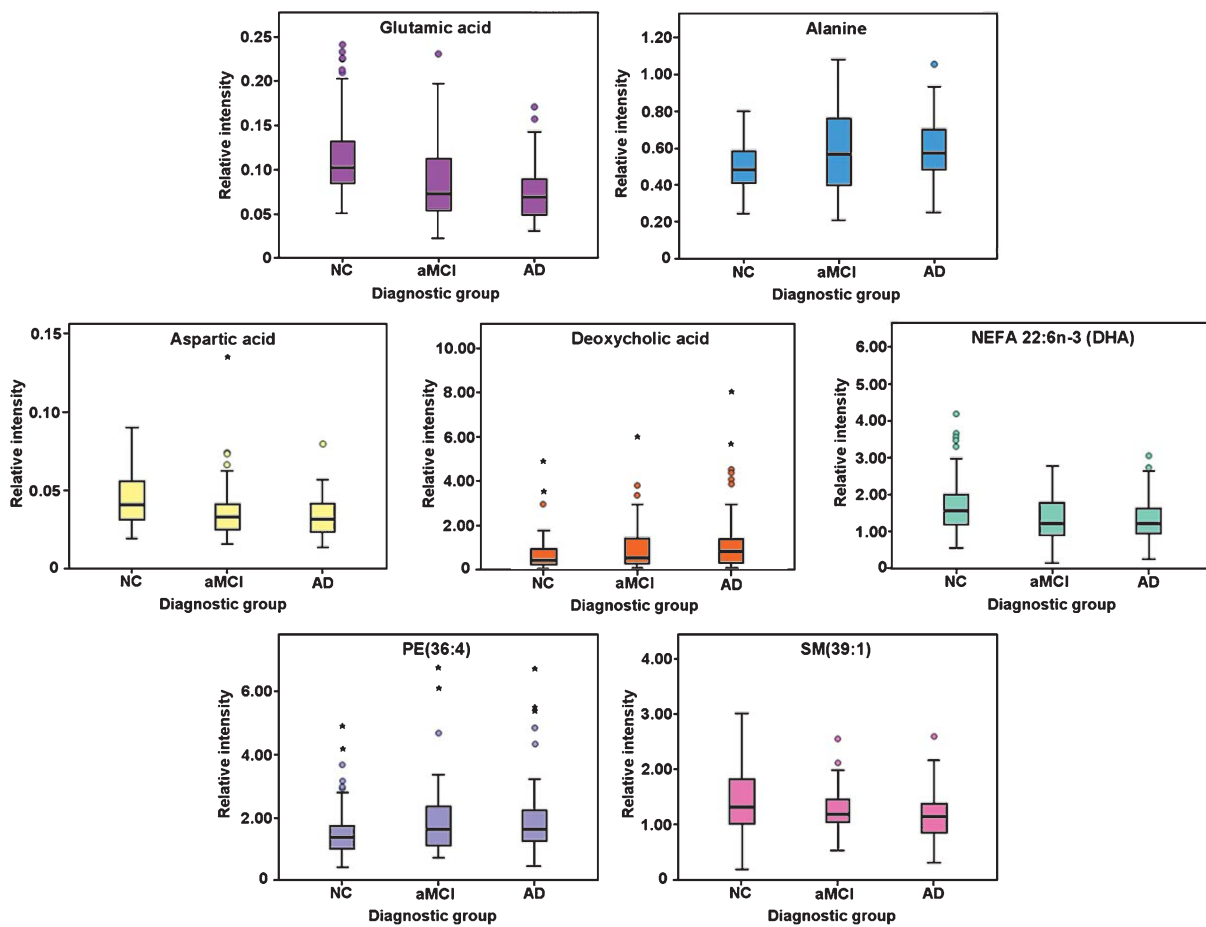 Glutamic acid
Relative intensity
0.25
0.20
0.15
0.10
0.05
0
NC aMCI AD
Diagnostic group
Alanine
Relative intensity
1.20
1.00
0.80
0.60
0.40
0.20
0
NC aMCI AD
Diagnostic group
Aspartic acid
Relative intensity
0.15
0.10
0.05
0
NC aMCI AD
Diagnostic group
Deoxycholic acid
Relative intensity
10.00
8.00
6.00
4.00
2.00
0
NC aMCI AD
Diagnostic group
NEFA 22:6n-3 (DHA)
Relative intensity
6.00
5.00
4.00
3.00
2.00
1.00
0
NC aMCI AD
Diagnostic group
PE(36:4)
Relative intensity
6.00
4.00
2.00
0
NC aMCI AD
Diagnostic group
SM(39:1)
Relative intensity
4.00
3.00
2.00
1.00
0
NC aMCI AD
Diagnostic group